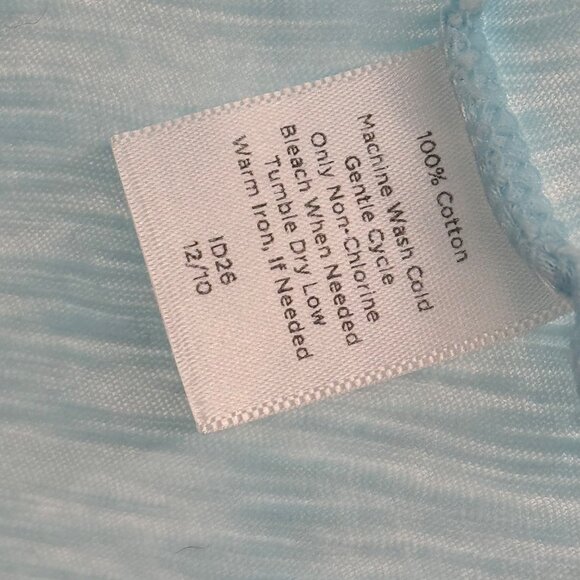 100% Cotton
Machine Wash Cold
Gentle Cycle
Only Non-Chlorine
Bleach When Needed
Tumble Dry Low
Warm Iron, If Needed
ID26
12/10